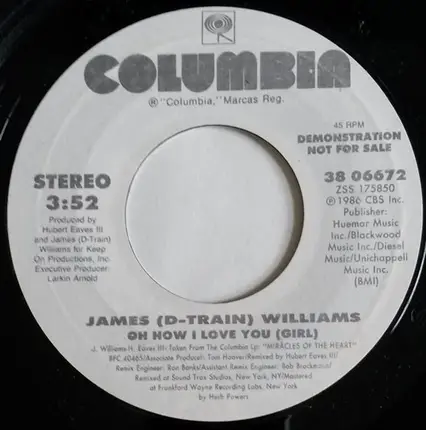 COLUMBIA
® "Columbia," Marcas Reg.
45 RPM
DEMONSTRATION
NOT FOR SALE
STEREO
3:52
Produced by
Hubert Eaves III
and James (D-Train)
Williams for Keep
On Productions, Inc.
Executive Producer:
Larkin Arnold
38 06672
ZSS 175850
℗ 1986 CBS Inc.
Publisher:
Huemar Music
Inc./Blackwood
Music Inc./Diesel
Music/Unichappell
Music Inc.
(BMI)
JAMES (D-TRAIN) WILLIAMS
OH HOW I LOVE YOU (GIRL)
J. Williams-H. Eaves III/Taken From The Columbia Lp: "MIRACLES OF THE HEART"
BFC 40465/Associate Producer: Tom Hoover/Remixed by Hubert Eaves III/
Remix Engineer: Ron Banks/Assistant Remix Engineer: Bob Brockmann/
Remixed at Sound Trax Studios, New York, NY/Mastered
at Frankford Wayne Recording Labs, New York
by Herb Powers